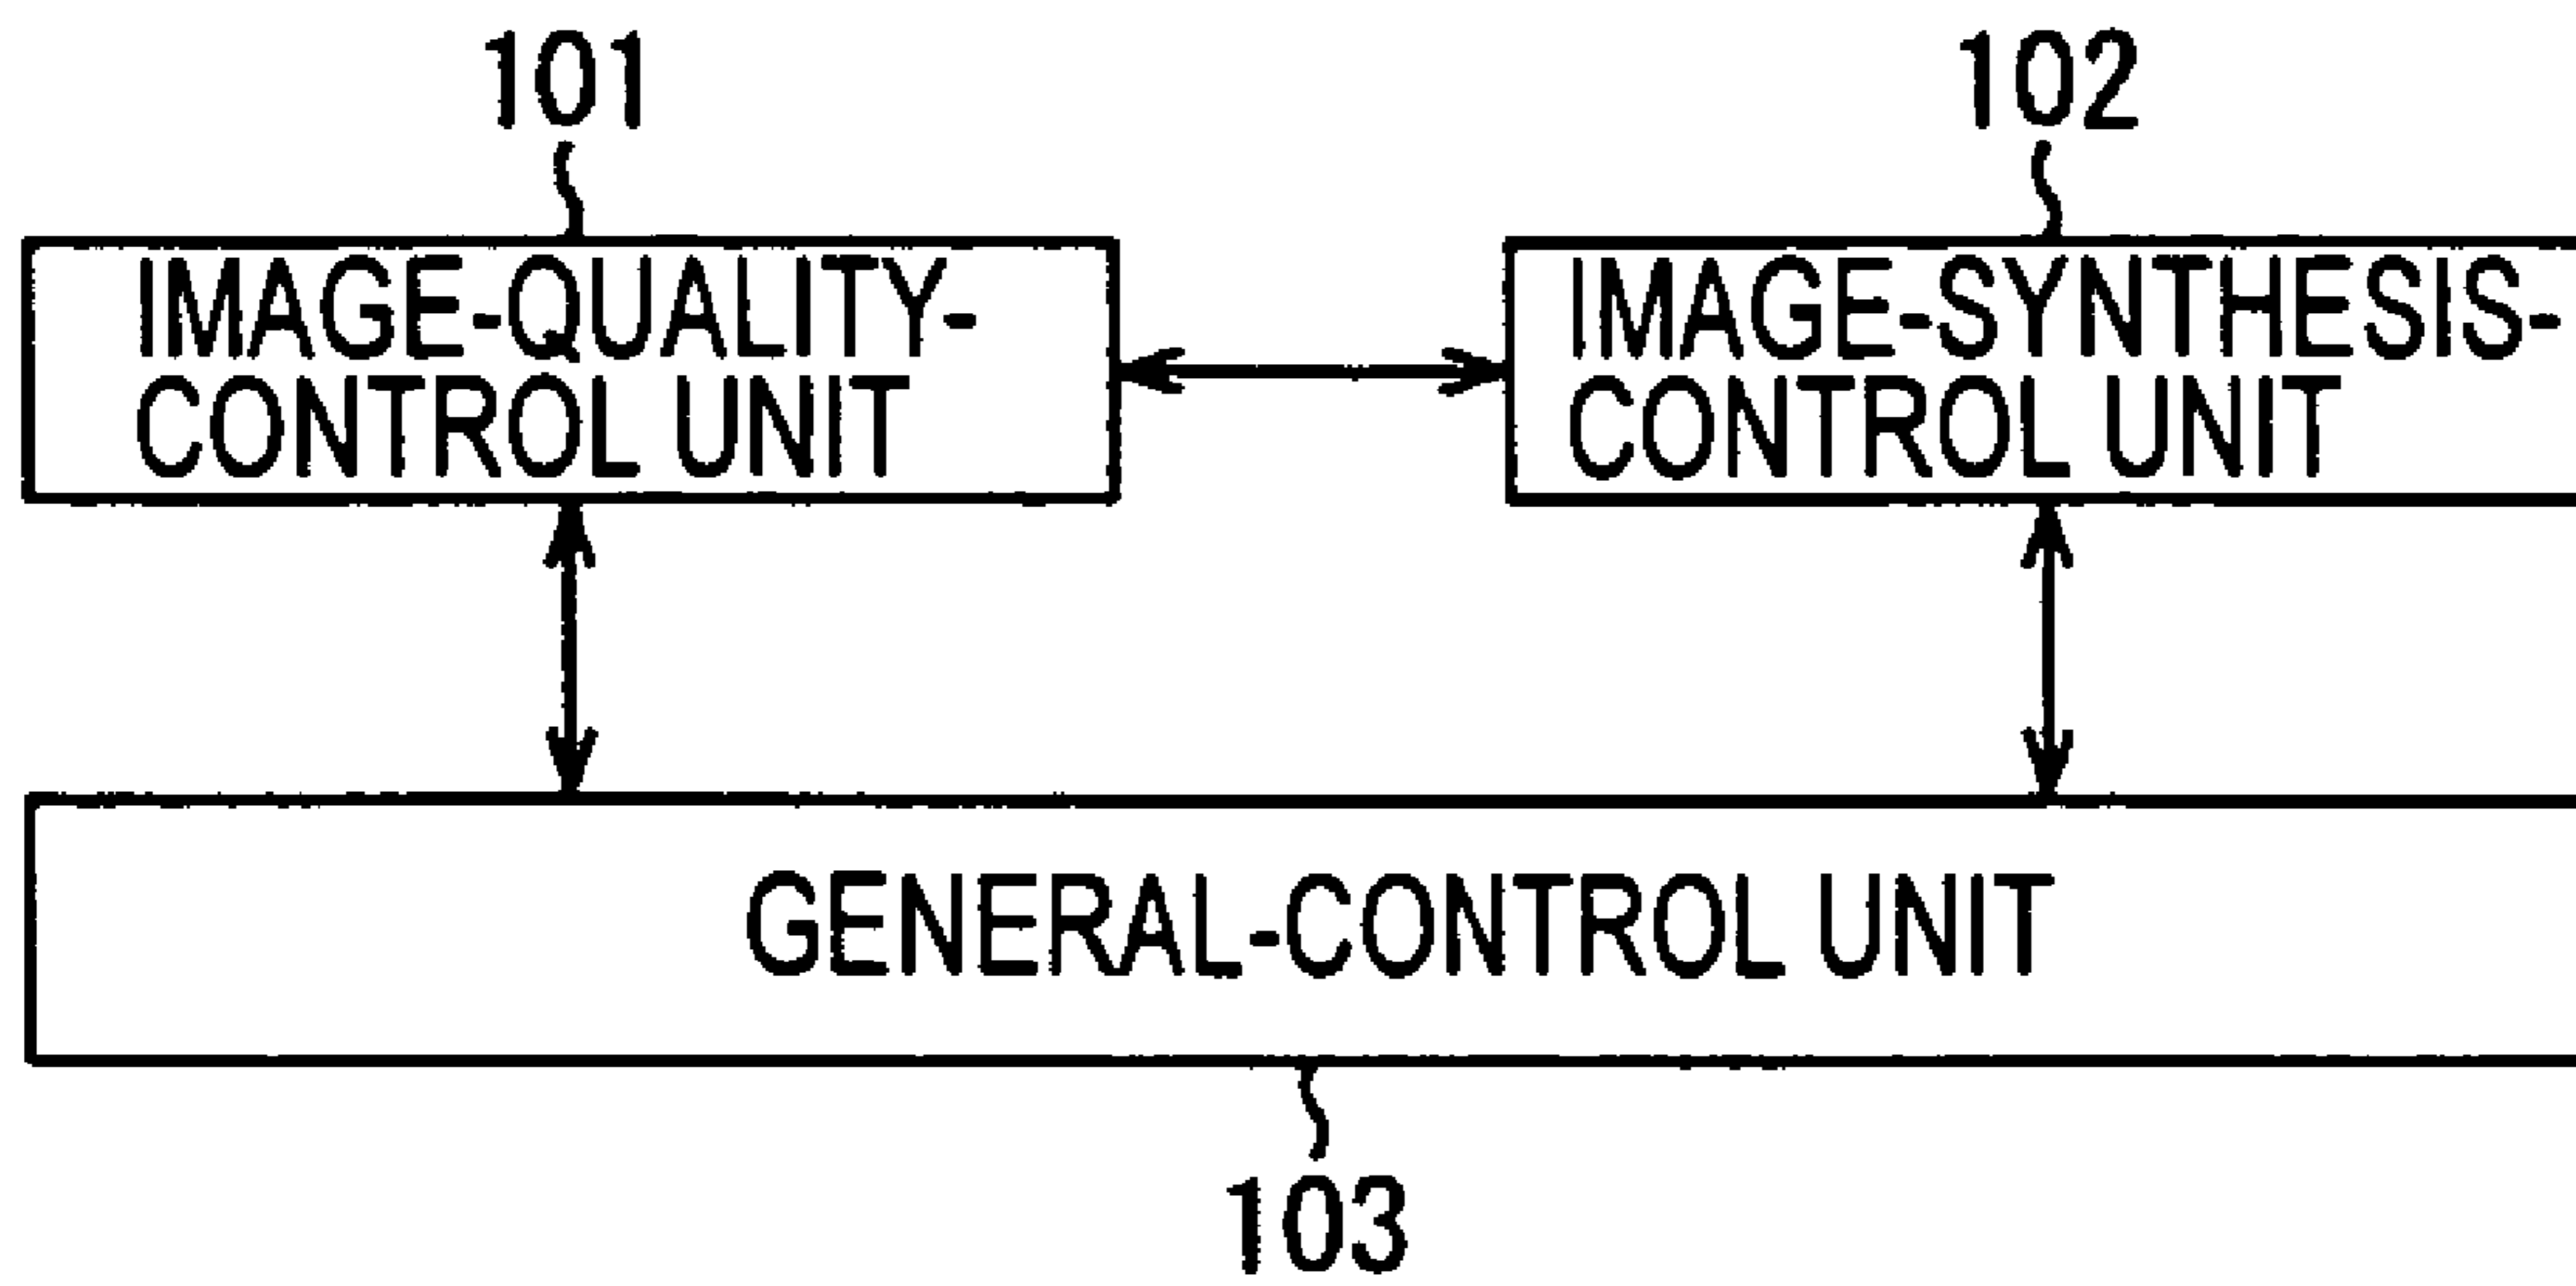 101
102
IMAGE-QUALITY-
CONTROL UNIT
IMAGE-SYNTHESIS-
CONTROL UNIT
GENERAL-CONTROL UNIT
103